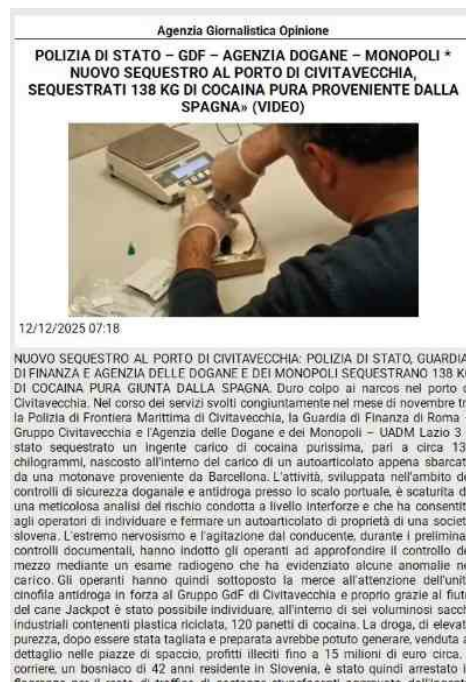 Agenzia Giornalistica Opinione
POLIZIA DI STATO – GDF – AGENZIA DOGANE – MONOPOLI *
NUOVO SEQUESTRO AL PORTO DI CIVITAVECCHIA,
SEQUESTRATI 138 KG DI COCAINA PURA PROVENIENTE DALLA
SPAGNA» (VIDEO)
12/12/2025 07:18
NUOVO SEQUESTRO AL PORTO DI CIVITAVECCHIA: POLIZIA DI STATO, GUARDIA
DI FINANZA E AGENZIA DELLE DOGANE E DEI MONOPOLI SEQUESTRANO 138 K
DI COCAINA PURA GIUNTA DALLA SPAGNA. Duro colpo ai narcos nel porto d
Civitavecchia. Nel corso dei servizi svolti congiuntamente nel mese di novembre tr
la Polizia di Frontiera Marittima di Civitavecchia, la Guardia di Finanza di Roma
Gruppo Civitavecchia e l'Agenzia delle Dogane e dei Monopoli – UADM Lazio 3
stato sequestrato un ingente carico di cocaina purissima, pari a circa 13
chilogrammi, nascosto all'interno del carico di un autoarticolato appena sbarcat
da una motonave proveniente da Barcellona. L'attività, sviluppata nell'ambito de
controlli di sicurezza doganale e antidroga presso lo scalo portuale, è scaturita d
una meticolosa analisi del rischio condotta a livello interforze e che ha consentit
agli operatori di individuare e fermare un autoarticolato di proprietà di una societ
slovena. L'estremo nervosismo e l'agitazione dal conducente, durante i prelimina
controlli documentali, hanno indotto gli operanti ad approfondire il controllo de
mezzo mediante un esame radiogeno che ha evidenziato alcune anomalie ne
carico. Gli operanti hanno quindi sottoposto la merce all'attenzione dell'unit
cinofila antidroga in forza al Gruppo GdF di Civitavecchia e proprio grazie al fiut
del cane Jackpot è stato possibile individuare, all'interno di sei voluminosi sacch
industriali contenenti plastica riciclata, 120 panetti di cocaina. La droga, di elevat
purezza, dopo essere stata tagliata e preparata avrebbe potuto generare, venduta a
dettaglio nelle piazze di spaccio, profitti illeciti fino a 15 milioni di euro circa.
corriere, un bosniaco di 42 anni residente in Slovenia, è stato quindi arrestato i